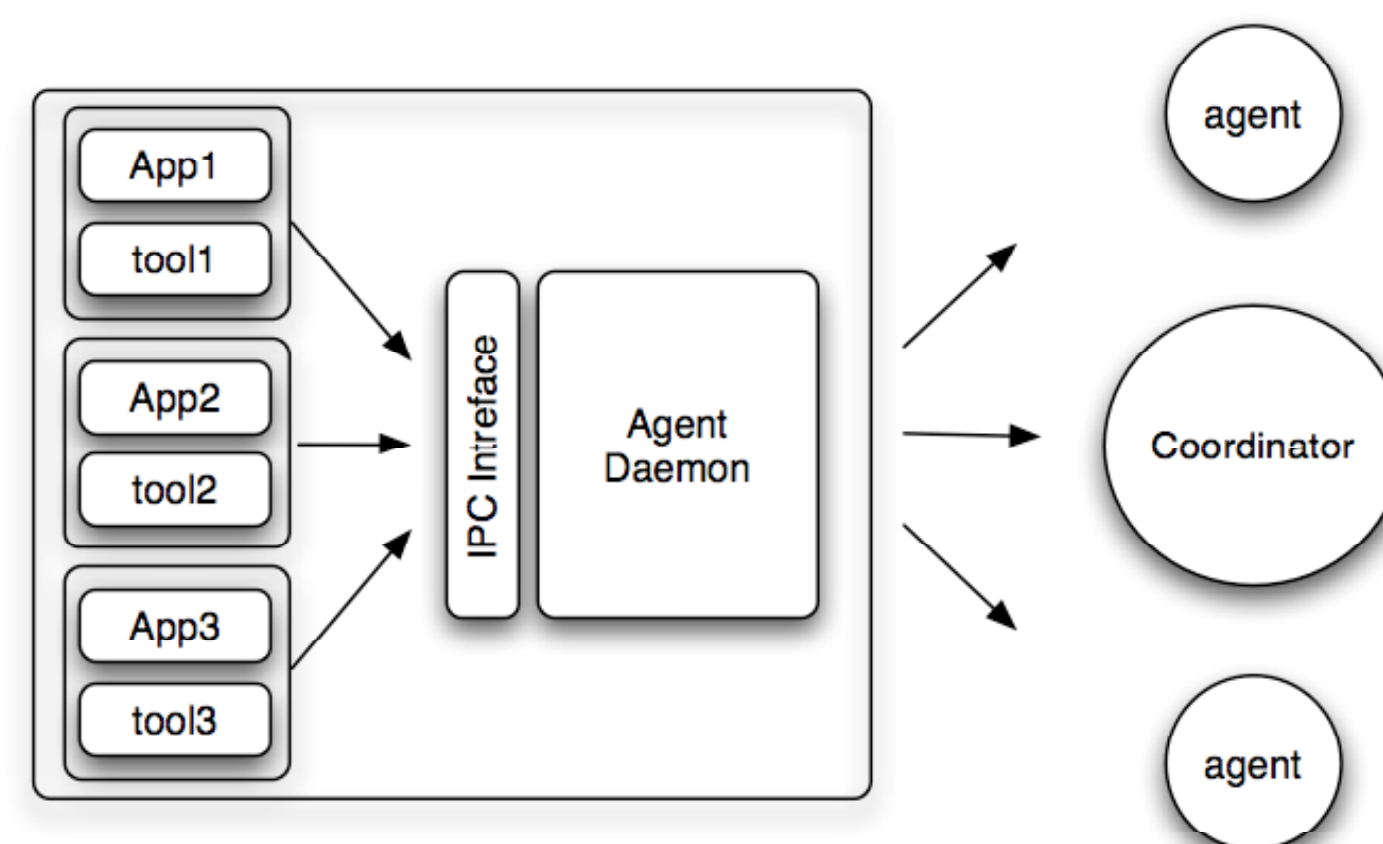 App1
tool1
App2
tool2
App3
tool3
IPC Intreface
Agent
Daemon
agent
Coordinator
agent